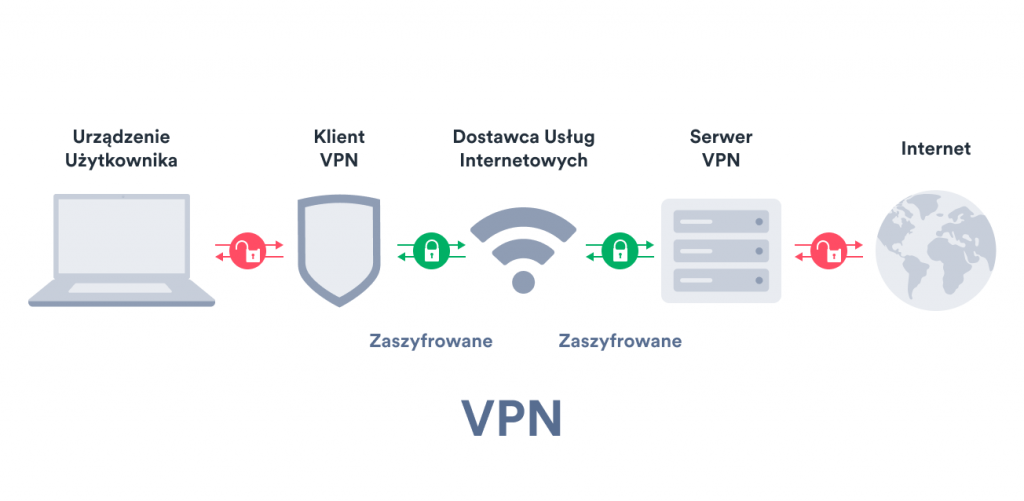 Urządzenie
Użytkownika
Klient
VPN
Dostawca Usług
Internetowych
Serwer
VPN
Internet
Zaszyfrowane
Zaszyfrowane
VPN